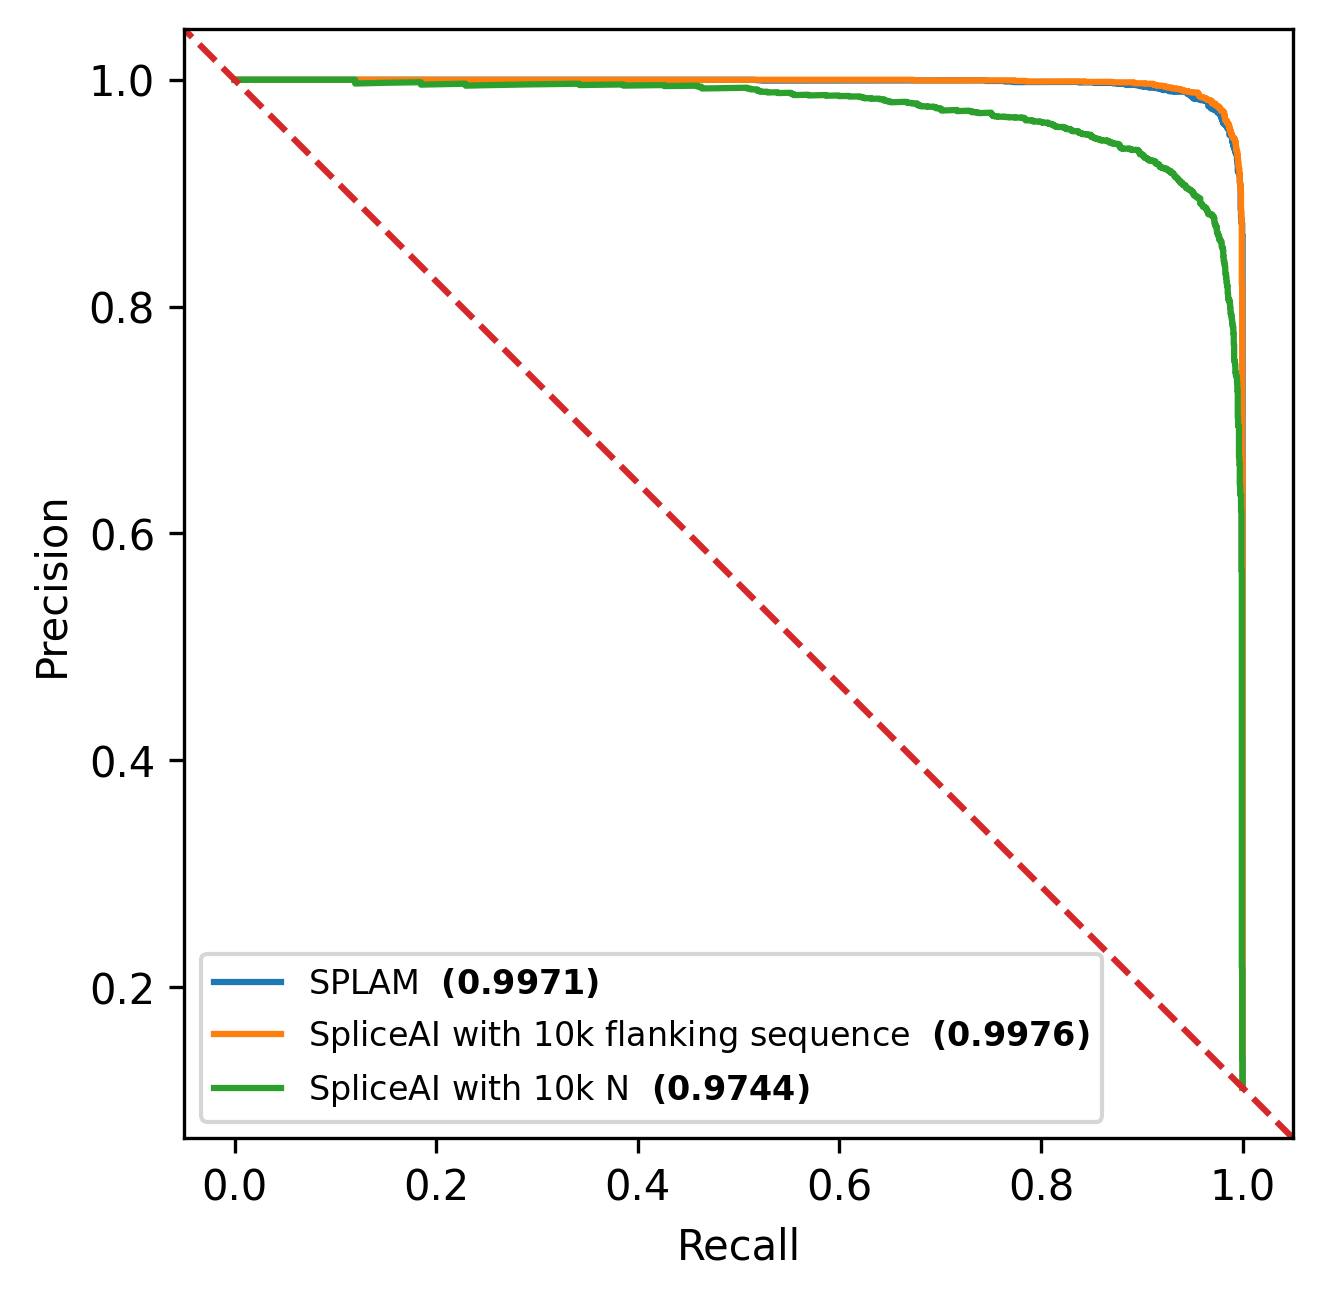 1.0
0.8
0.6
0.4
0.2
Precision
SPLAM (0.9971)
SpliceAI with 10k flanking sequence (0.9976)
SpliceAI with 10k N (0.9744)
0.0 0.2 0.4 0.6 0.8 1.0
Recall